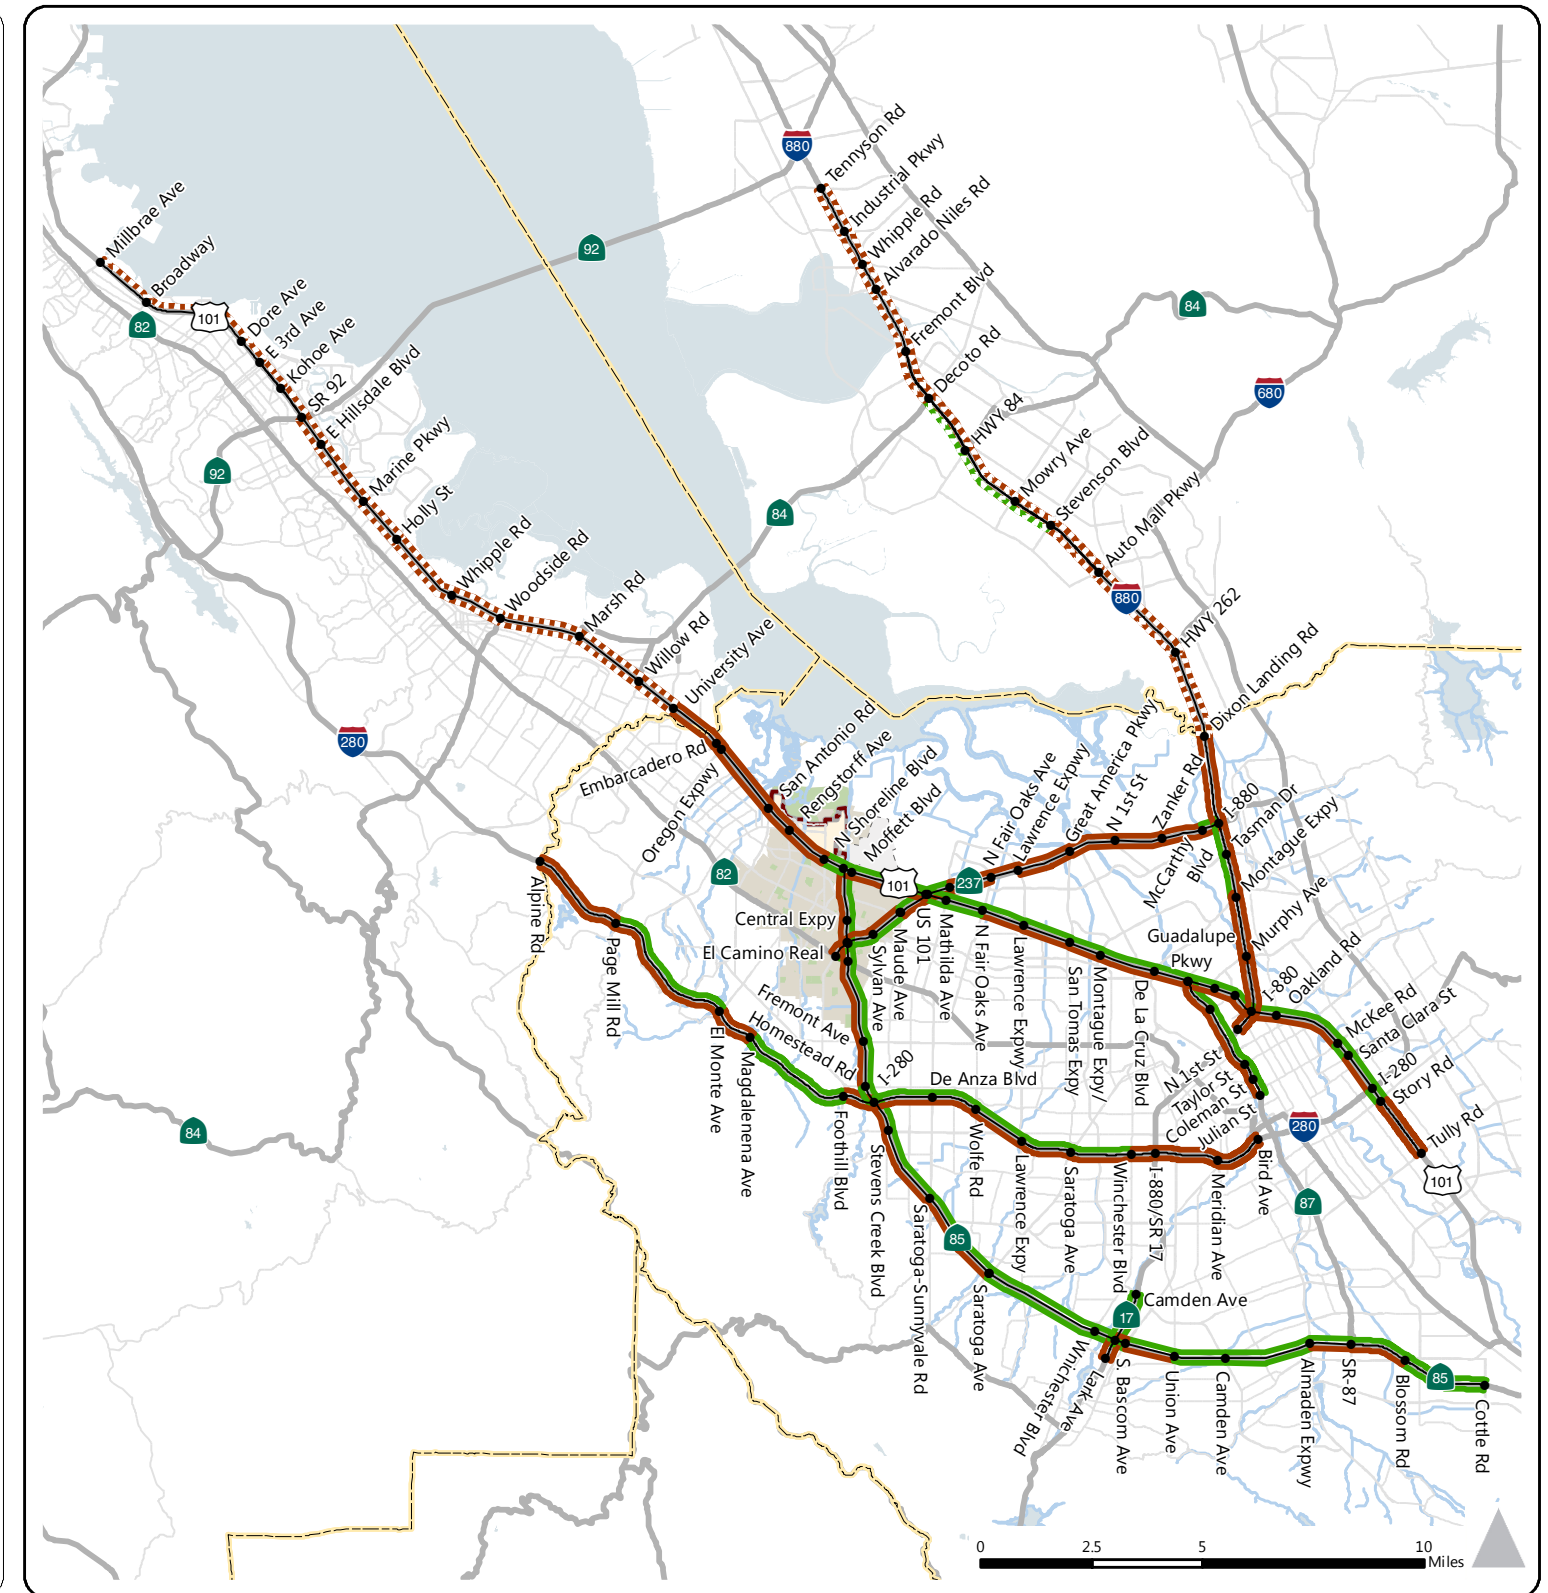 Tennyson Rd
880
Industrial Pkwy
Whipple Rd
Alvarado Niles Rd
Millbrae Ave
Broadway
92
Fremont Blvd
84
101
82
Dore Ave
E 3rd Ave
Kohoe Ave
SR 92
E Hillsdale Blvd
Decoto Rd
680
HWY 84
Marine Pkwy
92
Holly St
Mowry Ave
Stevenson Blvd
84
Auto Mall Pkwy
Whipple Rd
Woodside Rd
Marsh Rd
880
HWY 262
Willow Rd
University Ave
Dixon Landing Rd
280
San Antonio Rd
Rengstorff Ave
N Shoreline Blvd
Moffett Blvd
Embarcadero Rd
Oregon Expwy
N Fair Oaks Ave
Lawrence Expwy
Great America Pkwy
N 1st St
Zanker Rd
I-880
Tasman Dr
Montague Expy
McCarthy
Blvd
82
101
237
Murphy Ave
Alpine Rd
Page Mill Rd
Central Expy
El Camino Real
Sylvan Ave
Maude Ave
US 101
Mathilda Ave
N Fair Oaks Ave
Lawrence Expwy
San Tomas Expy
Montague Expy/
De La Cruz Blvd
Guadalupe
Pkwy
I-880
Oakland Rd
McKee Rd
Santa Clara St
I-280
Story Rd
Tully Rd
101
El Monte Ave
Magdalenena Ave
Fremont Ave
Homestead Rd
I-280
De Anza Blvd
N 1st St
Taylor St
Coleman St
Julian St
280
84
Foothill Blvd
Stevens Creek Blvd
Wolfe Rd
Lawrence Expy
Saratoga Ave
Winchester Blvd
I-880/SR 17
Meridian Ave
Bird Ave
87
Saratoga-Sunnyvale Rd
85
Saratoga Ave
Camden Ave
17
Wnichester Blvd
Lark Ave
S. Bascom Ave
Union Ave
Camden Ave
Almaden Expwy
SR-87
Blossom Rd
85
Cottle Rd
0 2.5 5 10
Miles